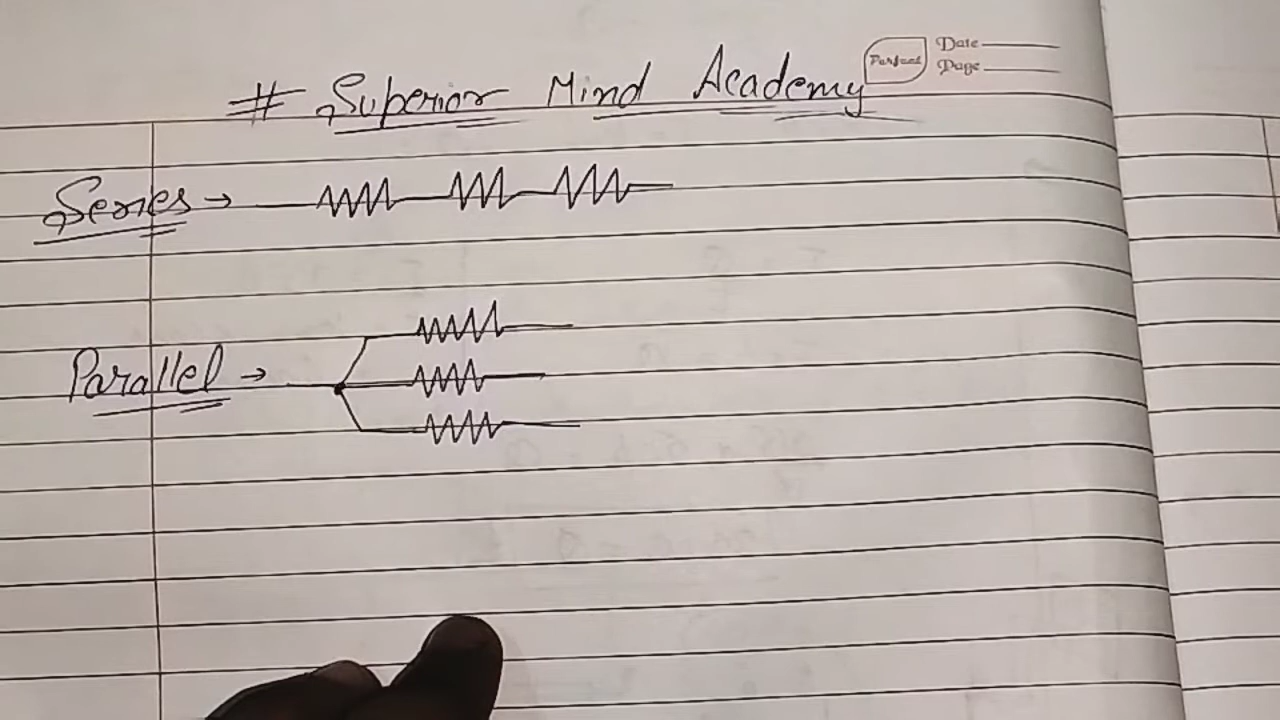 # Superior Mind Academy
Perfect
Date
Page
Series →
Parallel →